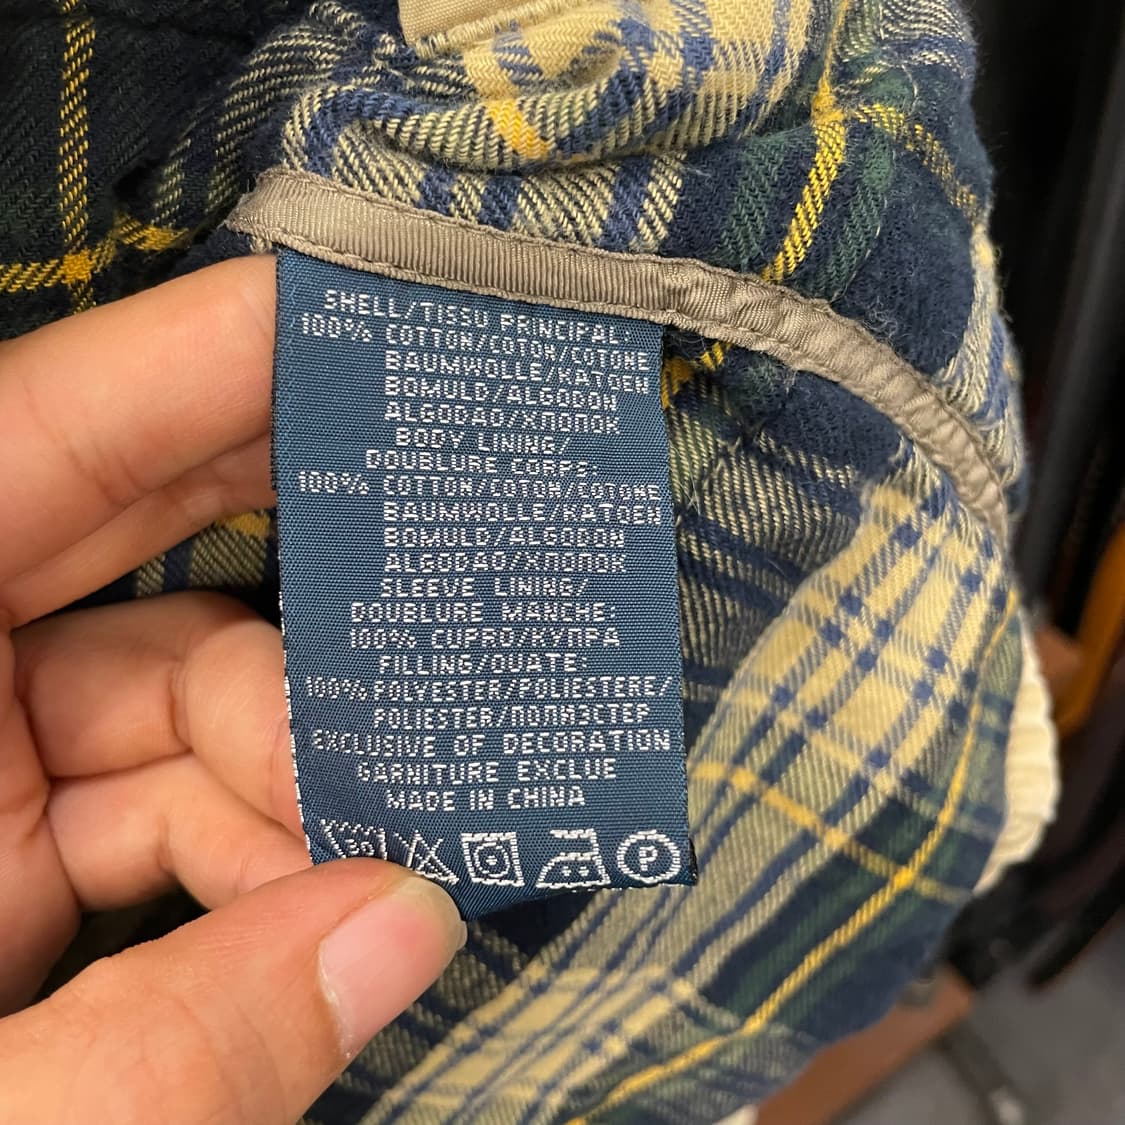 SHELL/TISSU PRINCIPAL:
100% COTTON/COTON/COTONE
BAUMWOLLE/KATOEN
BOMULD/ALGODON
ALGODAO/ХЛОПОК
BODY LINING/
DOUBLURE CORPS:
100% COTTON/COTON/COTONE
BAUMWOLLE/KATOEN
BOMULD/ALGODON
ALGODAO/ХЛОПОК
SLEEVE LINING/
DOUBLURE MANCHE:
100% CUPRO/КУПРА
FILLING/OUATE:
100% POLYESTER/POLIESTERE/
POLIESTER/ПОЛИЭСТЕР
EXCLUSIVE OF DECORATION
GARNITURE EXCLUE
MADE IN CHINA
30 P